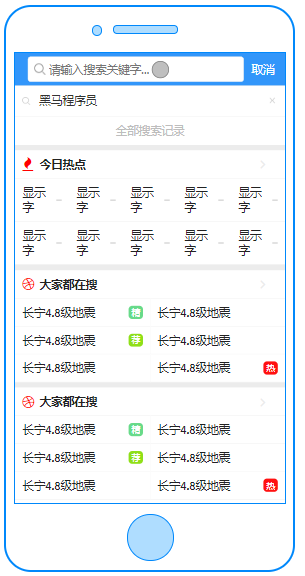 请输入搜索关键字... 取消
黑马程序员 ×
全部搜索记录
今日热点
显示字 显示字 显示字 显示字 显示字
显示字 显示字 显示字 显示字 显示字
大家都在搜
长宁4.8级地震 精 长宁4.8级地震
长宁4.8级地震 荐 长宁4.8级地震
长宁4.8级地震 长宁4.8级地震 热
大家都在搜
长宁4.8级地震 精 长宁4.8级地震
长宁4.8级地震 荐 长宁4.8级地震
长宁4.8级地震 长宁4.8级地震 热